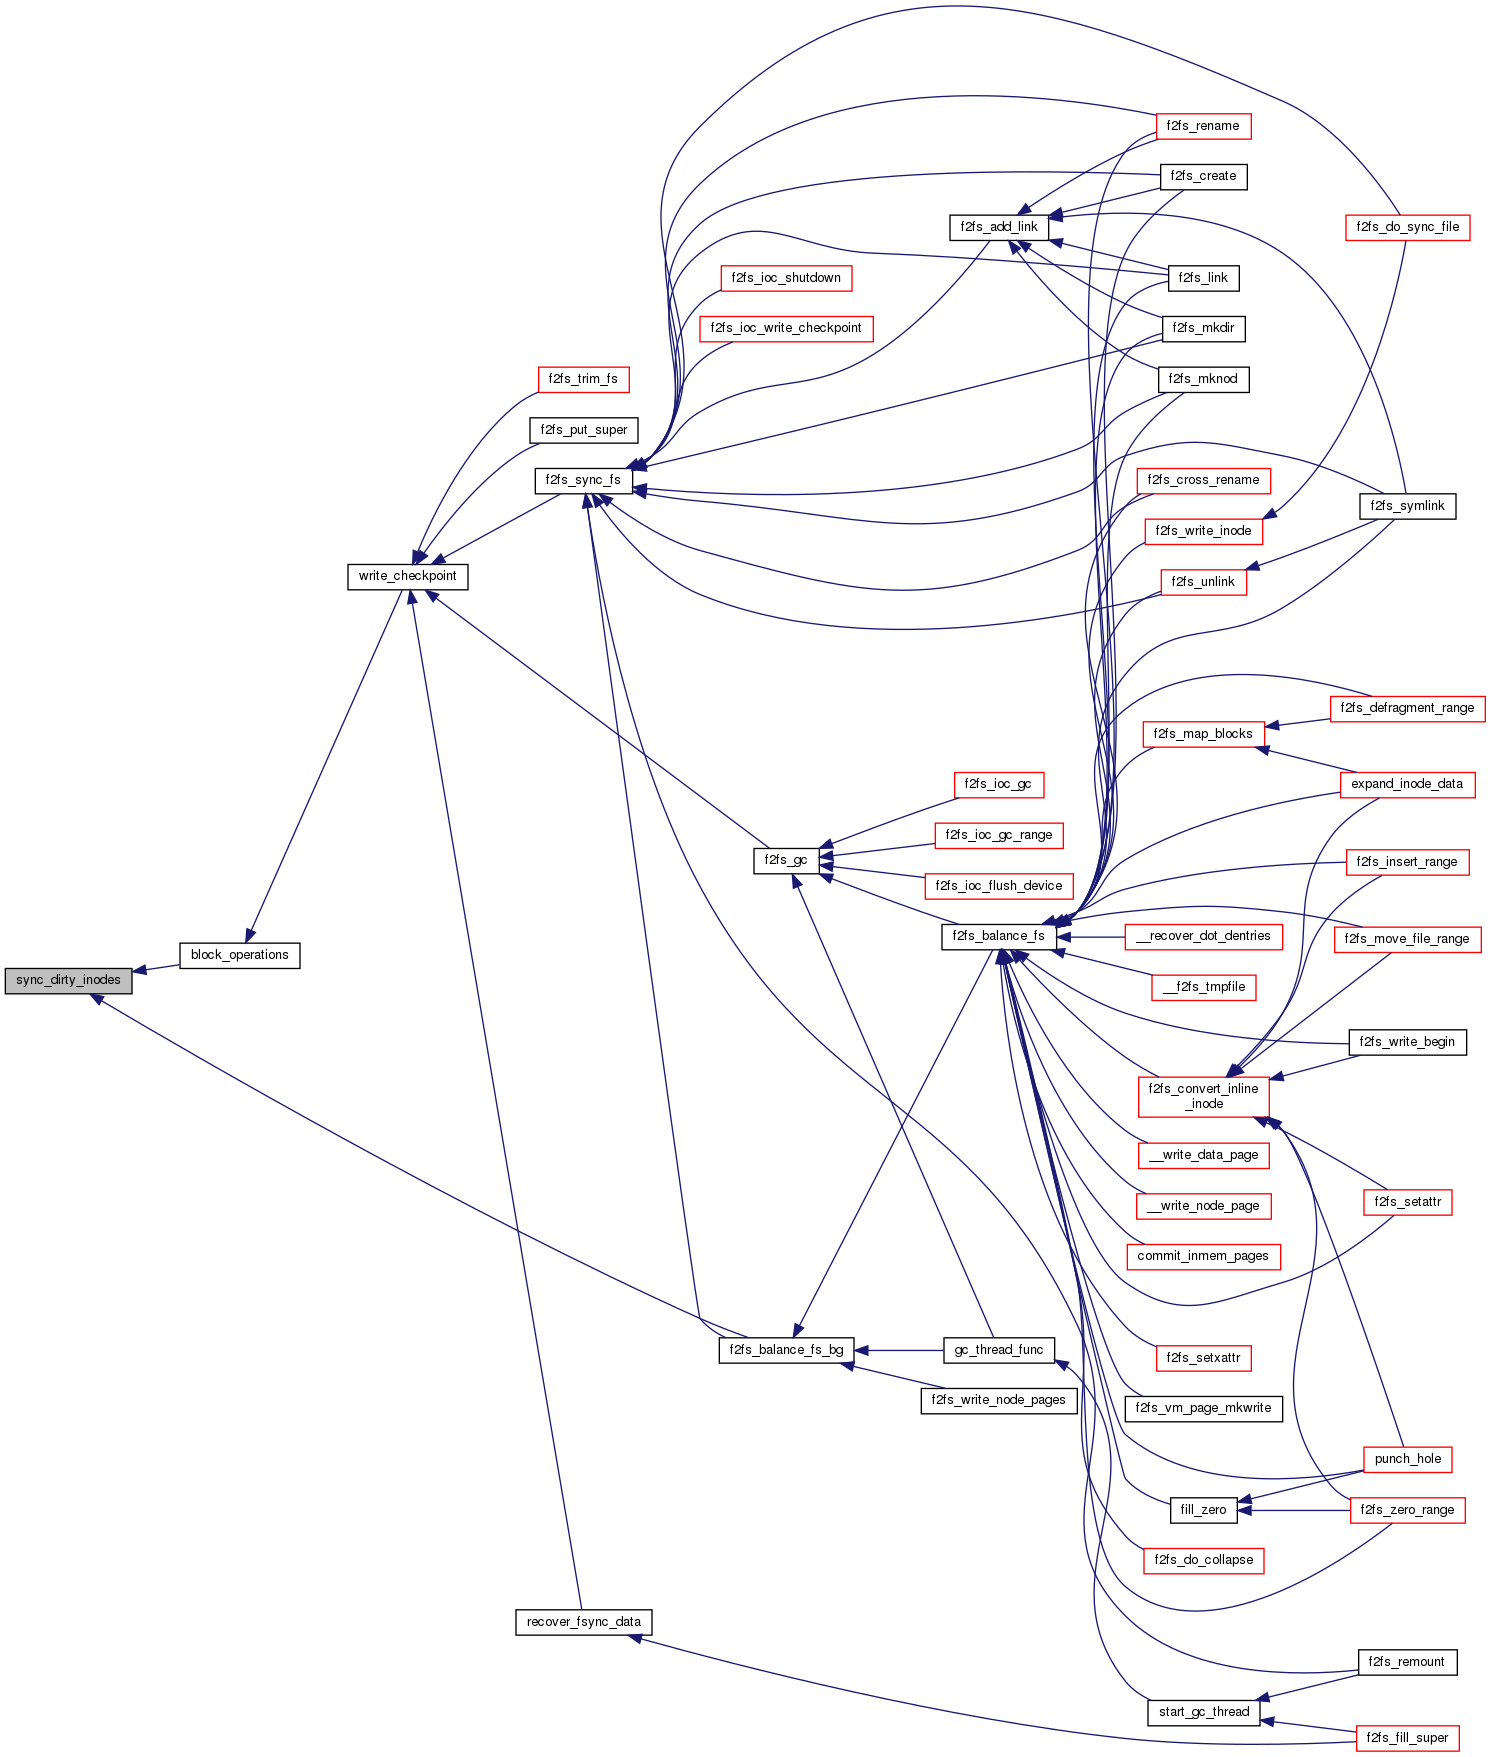 f2fs_rename
f2fs_create
f2fs_add_link
f2fs_do_sync_file
f2fs_ioc_shutdown
f2fs_link
f2fs_ioc_write_checkpoint
f2fs_mkdir
f2fs_trim_fs
f2fs_mknod
f2fs_put_super
f2fs_sync_fs
f2fs_cross_rename
f2fs_symlink
f2fs_write_inode
write_checkpoint
f2fs_unlink
f2fs_defragment_range
f2fs_map_blocks
f2fs_ioc_gc
expand_inode_data
f2fs_ioc_gc_range
f2fs_gc
f2fs_insert_range
f2fs_ioc_flush_device
f2fs_balance_fs
__recover_dot_dentries
f2fs_move_file_range
block_operations
sync_dirty_inodes
__f2fs_tmpfile
f2fs_write_begin
f2fs_convert_inline
_inode
__write_data_page
__write_node_page
f2fs_setattr
commit_inmem_pages
f2fs_balance_fs_bg
gc_thread_func
f2fs_setxattr
f2fs_write_node_pages
f2fs_vm_page_mkwrite
punch_hole
fill_zero
f2fs_zero_range
f2fs_do_collapse
recover_fsync_data
f2fs_remount
start_gc_thread
f2fs_fill_super